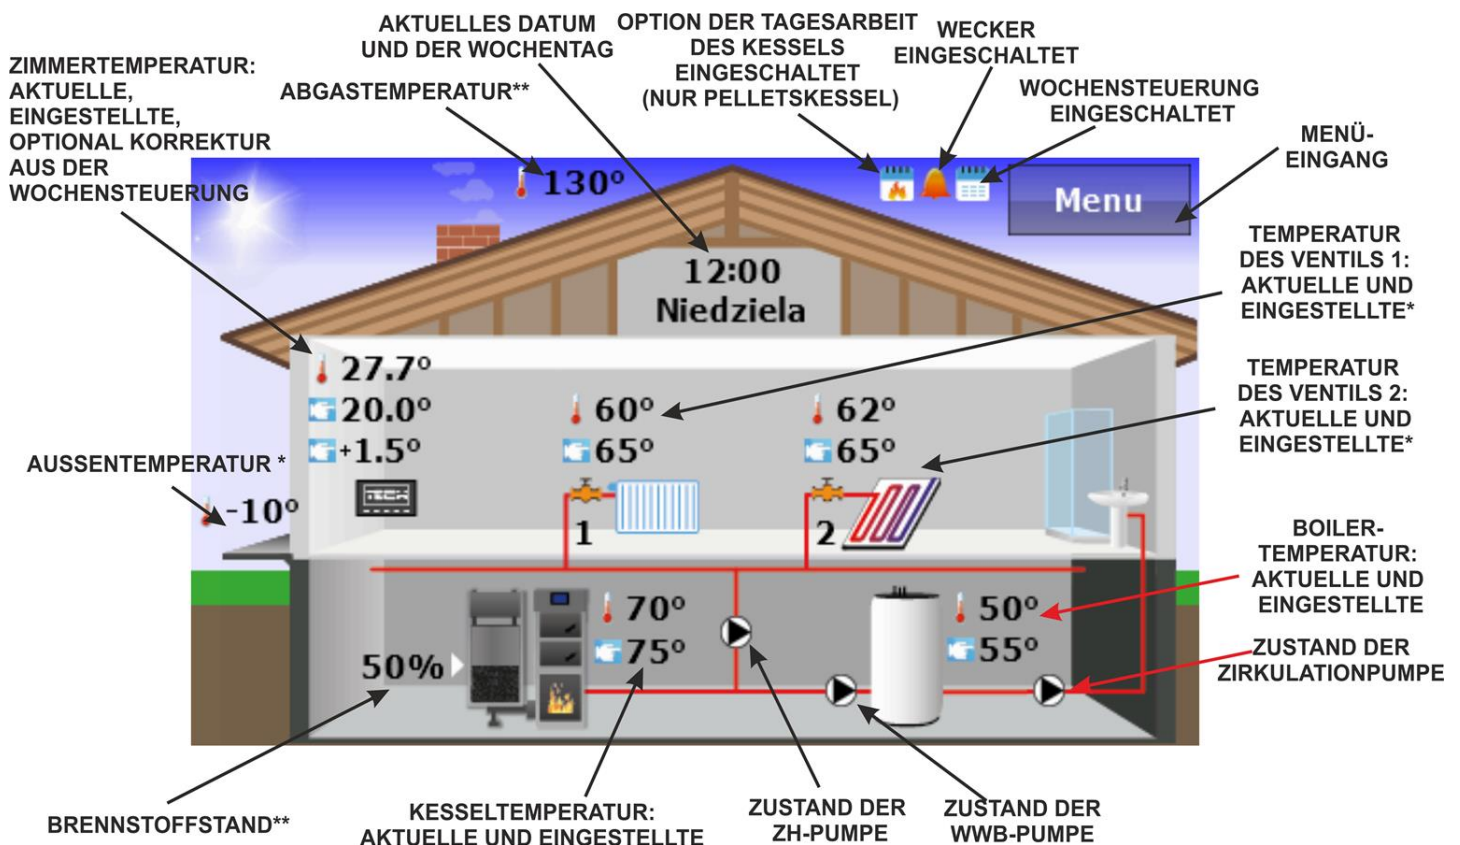 AKTUELLES DATUM
UND DER WOCHENTAG
OPTION DER TAGESARBEIT
DES KESSELS
EINGESCHALTET
(NUR PELLETSKESSEL)
WECKER
EINGESCHALTET
ZIMMERTEMPERATUR:
AKTUELLE,
EINGESTELLTE,
OPTIONAL KORREKTUR
AUS DER
WOCHENSTEUERUNG
ABGASTEMPERATUR**
WOCHENSTEUERUNG
EINGESCHALTET
MENÜ-
EINGANG
130°
Menu
TEMPERATUR
DES VENTILS 1:
AKTUELLE UND
EINGESTELLTE*
12:00
Niedziela
27.7°
20.0°
+1.5°
60°
65°
62°
65°
TEMPERATUR
DES VENTILS 2:
AKTUELLE UND
EINGESTELLTE*
AUSSENTEMPERATUR *
-10°
TECH
1
2
BOILER-
TEMPERATUR:
AKTUELLE UND
EINGESTELLTE
70°
75°
50°
55°
50%
ZUSTAND DER
ZIRKULATIONPUMPE
BRENNSTOFFSTAND**
KESSELTEMPERATUR:
AKTUELLE UND EINGESTELLTE
ZUSTAND DER
ZH-PUMPE
ZUSTAND DER
WWB-PUMPE